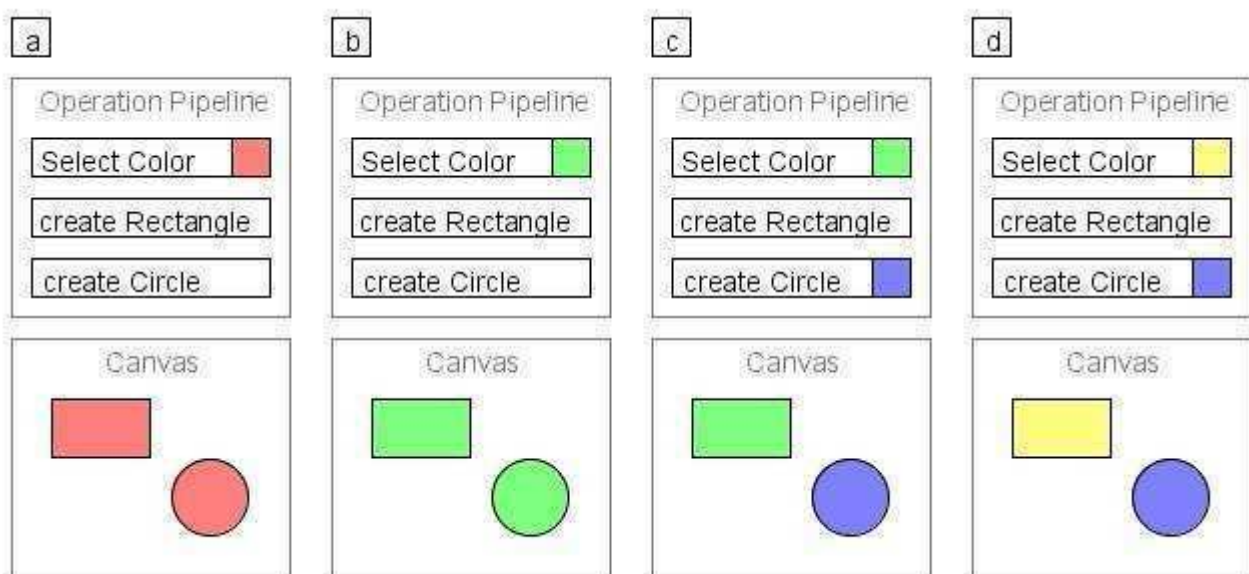 a
b
c
d
Operation Pipeline
Select Color
create Rectangle
create Circle
Canvas
Operation Pipeline
Select Color
create Rectangle
create Circle
Canvas
Operation Pipeline
Select Color
create Rectangle
create Circle
Canvas
Operation Pipeline
Select Color
create Rectangle
create Circle
Canvas